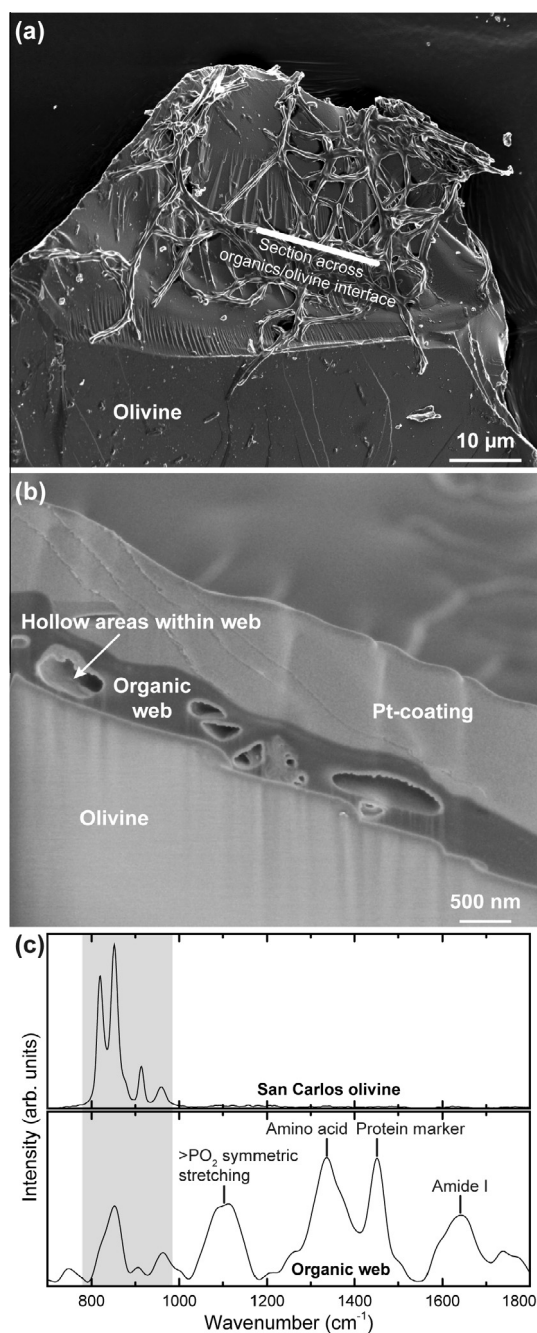 (a)
Section across
organics/olivine interface
Olivine
10 µm
(b)
Hollow areas within web
Organic
web
Pt-coating
Olivine
500 nm
(c)
San Carlos olivine
Intensity (arb. units)
Amino acid Protein marker
>PO₂ symmetric
stretching
Amide I
Organic web
800 1000 1200 1400 1600 1800
Wavenumber (cm⁻¹)